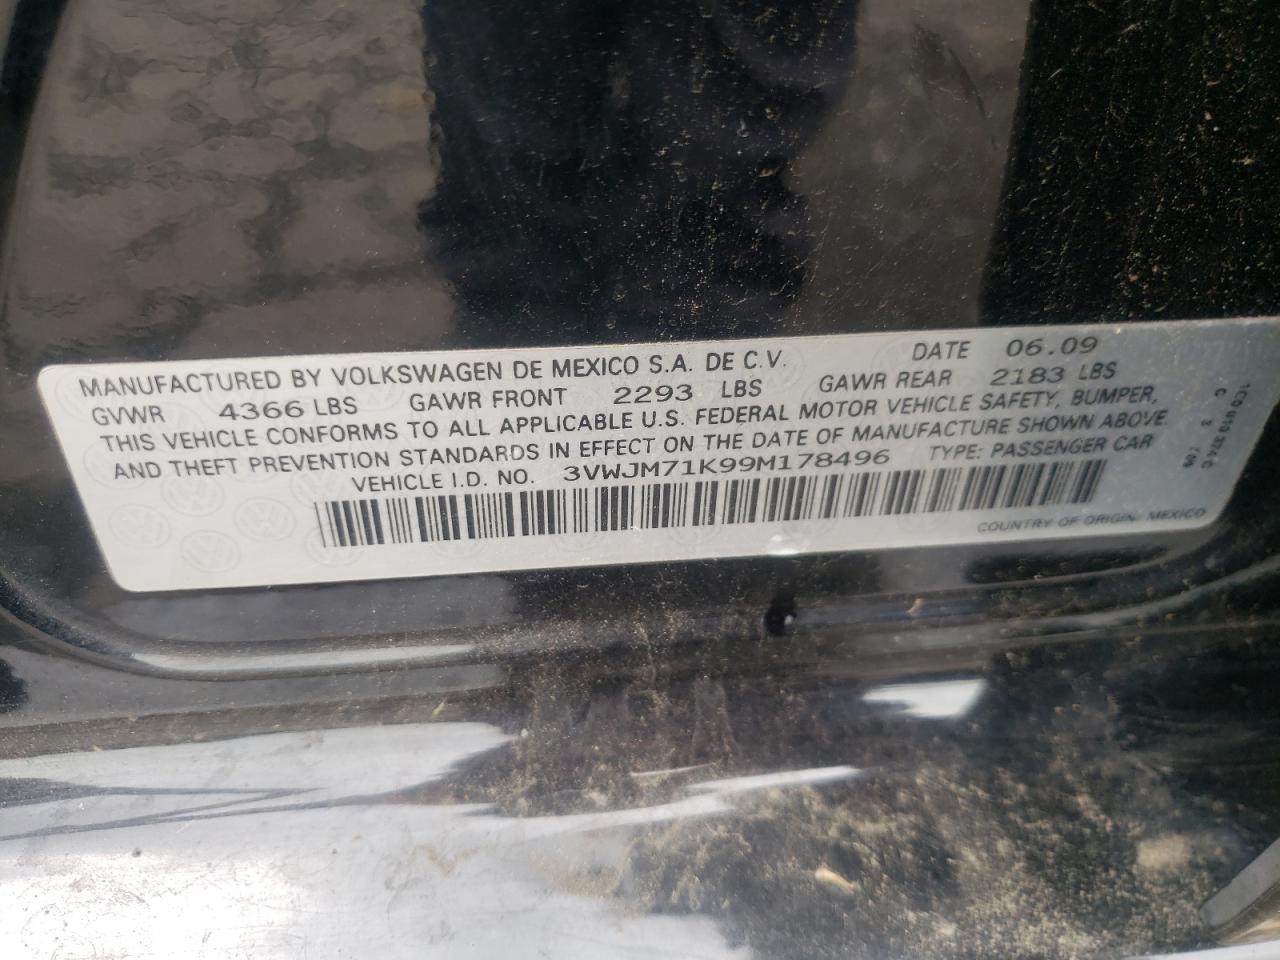 MANUFACTURED BY VOLKSWAGEN DE MEXICO S.A. DE C.V. DATE 06.09
GVWR 4366 LBS GAWR FRONT 2293 LBS GAWR REAR 2183 LBS
THIS VEHICLE CONFORMS TO ALL APPLICABLE U.S. FEDERAL MOTOR VEHICLE SAFETY, BUMPER,
AND THEFT PREVENTION STANDARDS IN EFFECT ON THE DATE OF MANUFACTURE SHOWN ABOVE.
VEHICLE I.D. NO. 3VWJM71K99M178496 TYPE: PASSENGER CAR
COUNTRY OF ORIGIN: MEXICO